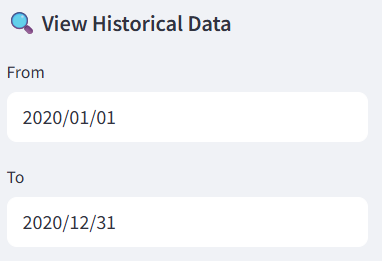 View Historical Data
From
2020/01/01
To
2020/12/31